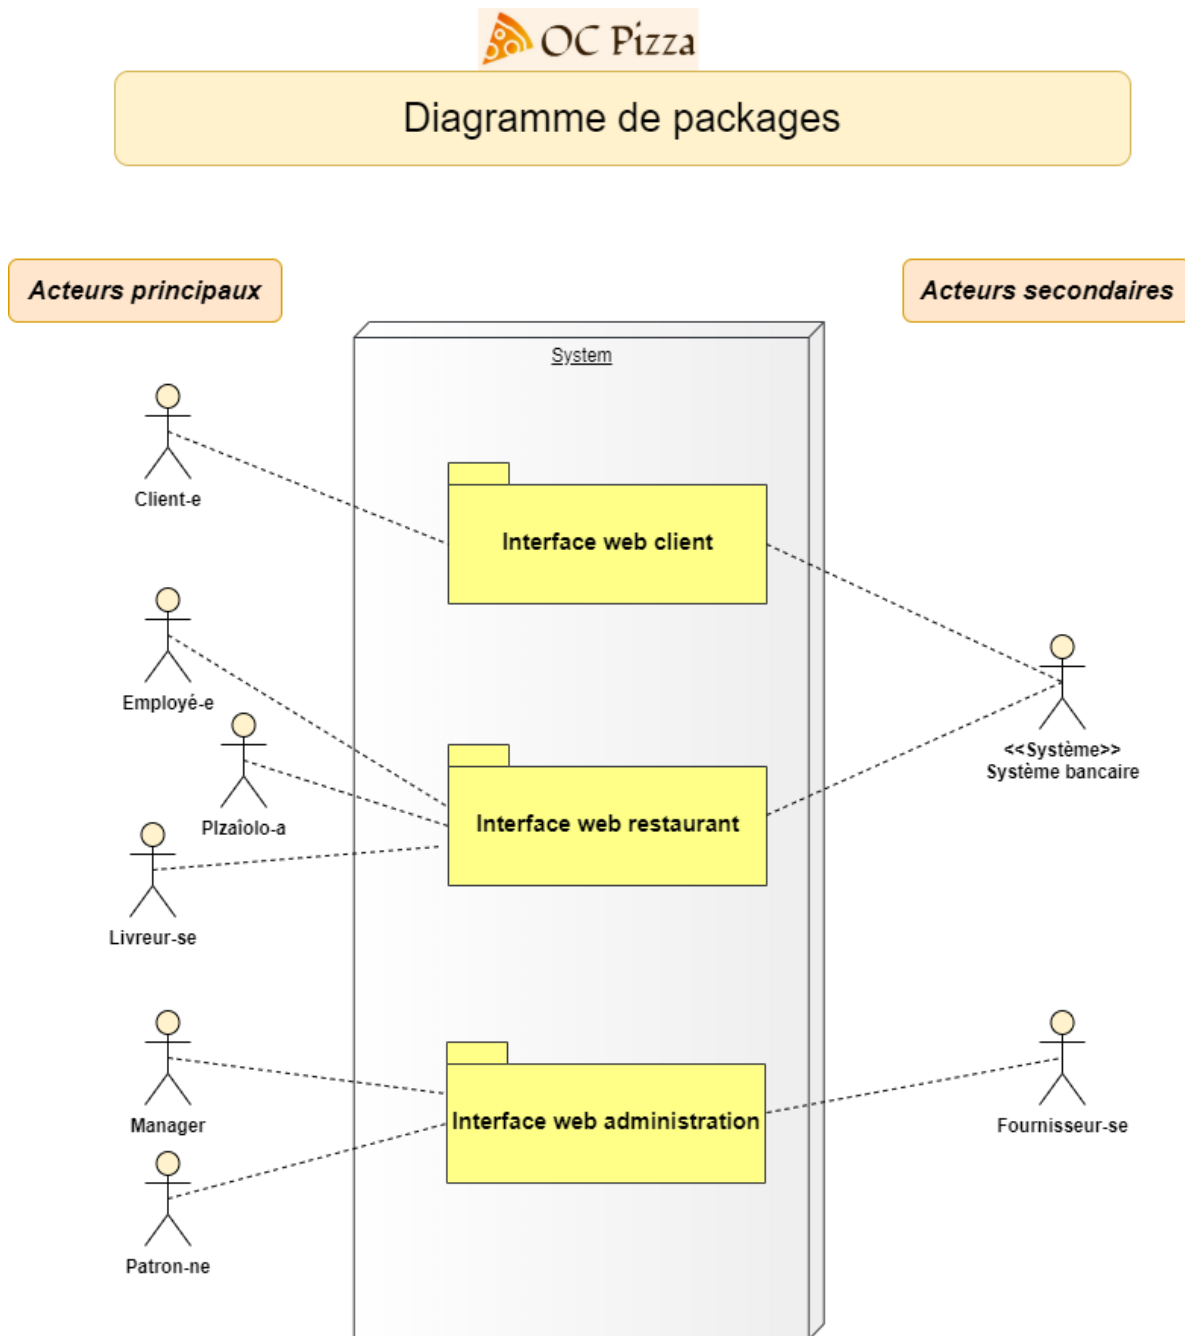 OC Pizza
Diagramme de packages
Acteurs principaux
Acteurs secondaires
System
Client-e
Interface web client
Employé-e
PIzaîolo-a
<<Système>>
Système bancaire
Interface web restaurant
Livreur-se
Manager
Interface web administration
Fournisseur-se
Patron-ne